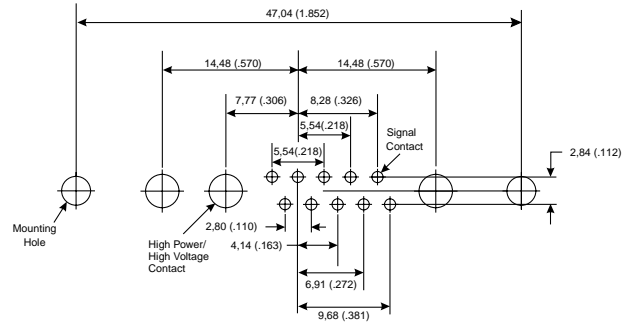 47,04 (1.852)
14,48 (.570)
14,48 (.570)
7,77 (.306)
8,28 (.326)
5,54(.218)
Signal
Contact
5,54(.218)
2,84 (.112)
Mounting
Hole
High Power/
High Voltage
Contact
2,80 (.110)
4,14 (.163)
6,91 (.272)
9,68 (.381)